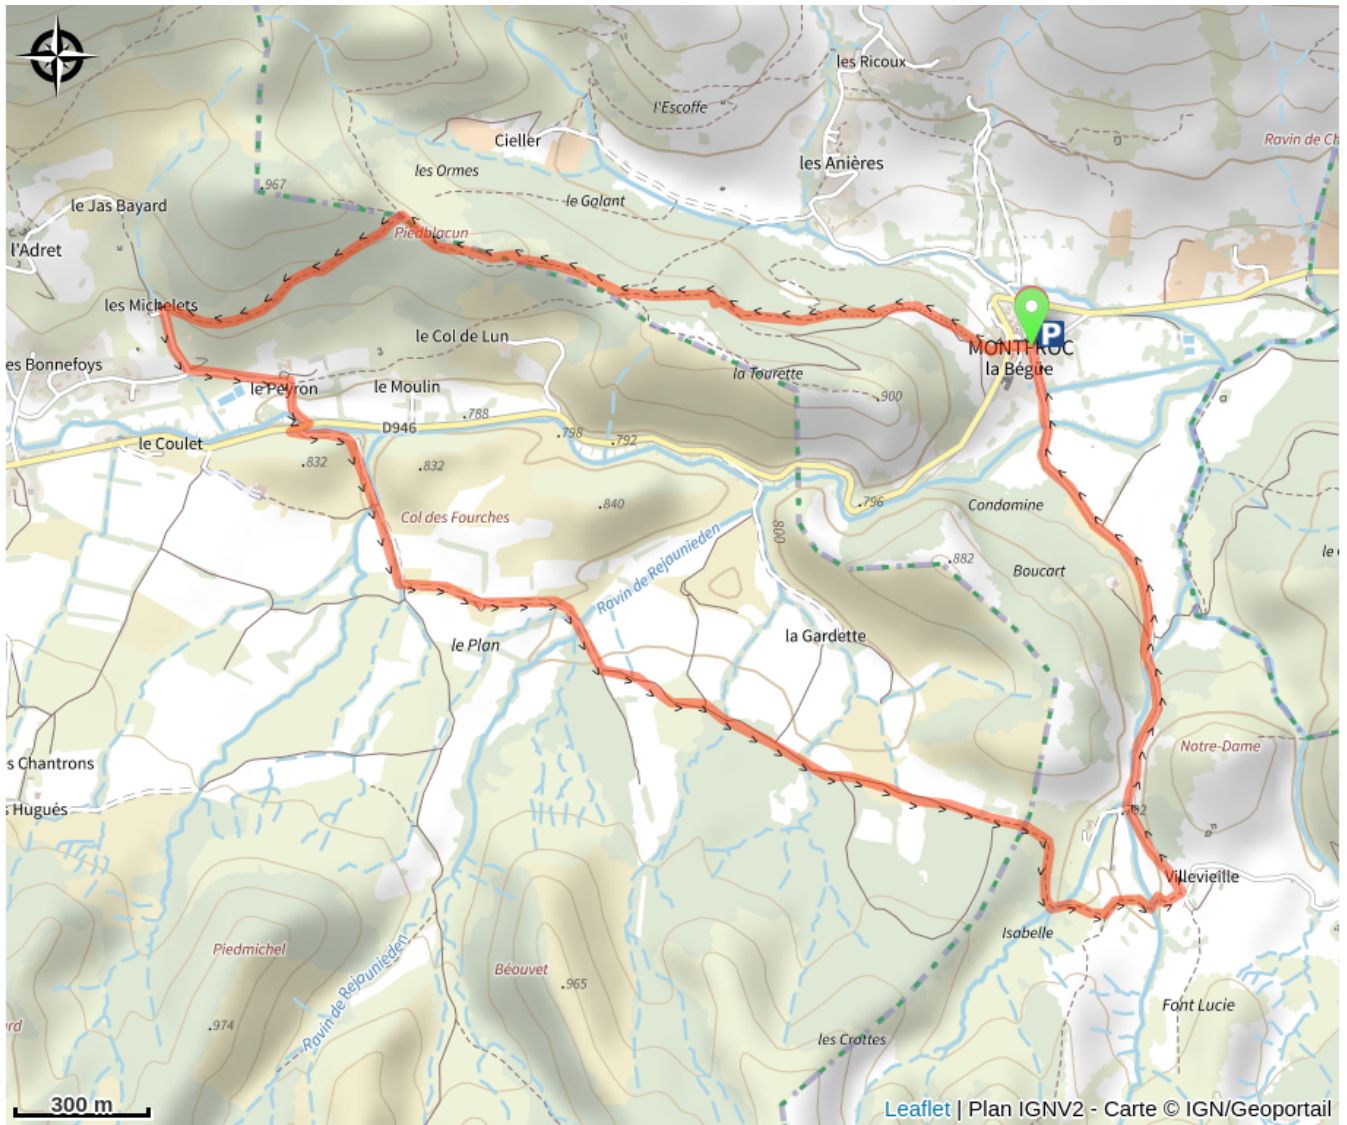 les Ricoux
l'Escoffe
Cieller
Ravin de Ch
les Anières
les Ormes
967
le Jas Bayard
le Galant
Piedblacun
l'Adret
les Michelets
le Col de Lun
P
MONTFROC
la Bégüe
es Bonnefoys
le Peyron
le Moulin
la Tourette
900
788
D946
798
792
le Coulet
832
832
840
796
Condamine
Col des Fourches
800
882
Boucart
le
Ravin de Rejaunieden
la Gardette
le Plan
Notre-Dame
s Chantrons
s Hugués
Villevieille
Isabelle
Piedmichel
Béouvet
965
Ravin de Rejaunieden
Font Lucie
974
rd
les Crottes
300 m
Leaflet | Plan IGNV2 - Carte © IGN/Geoportail